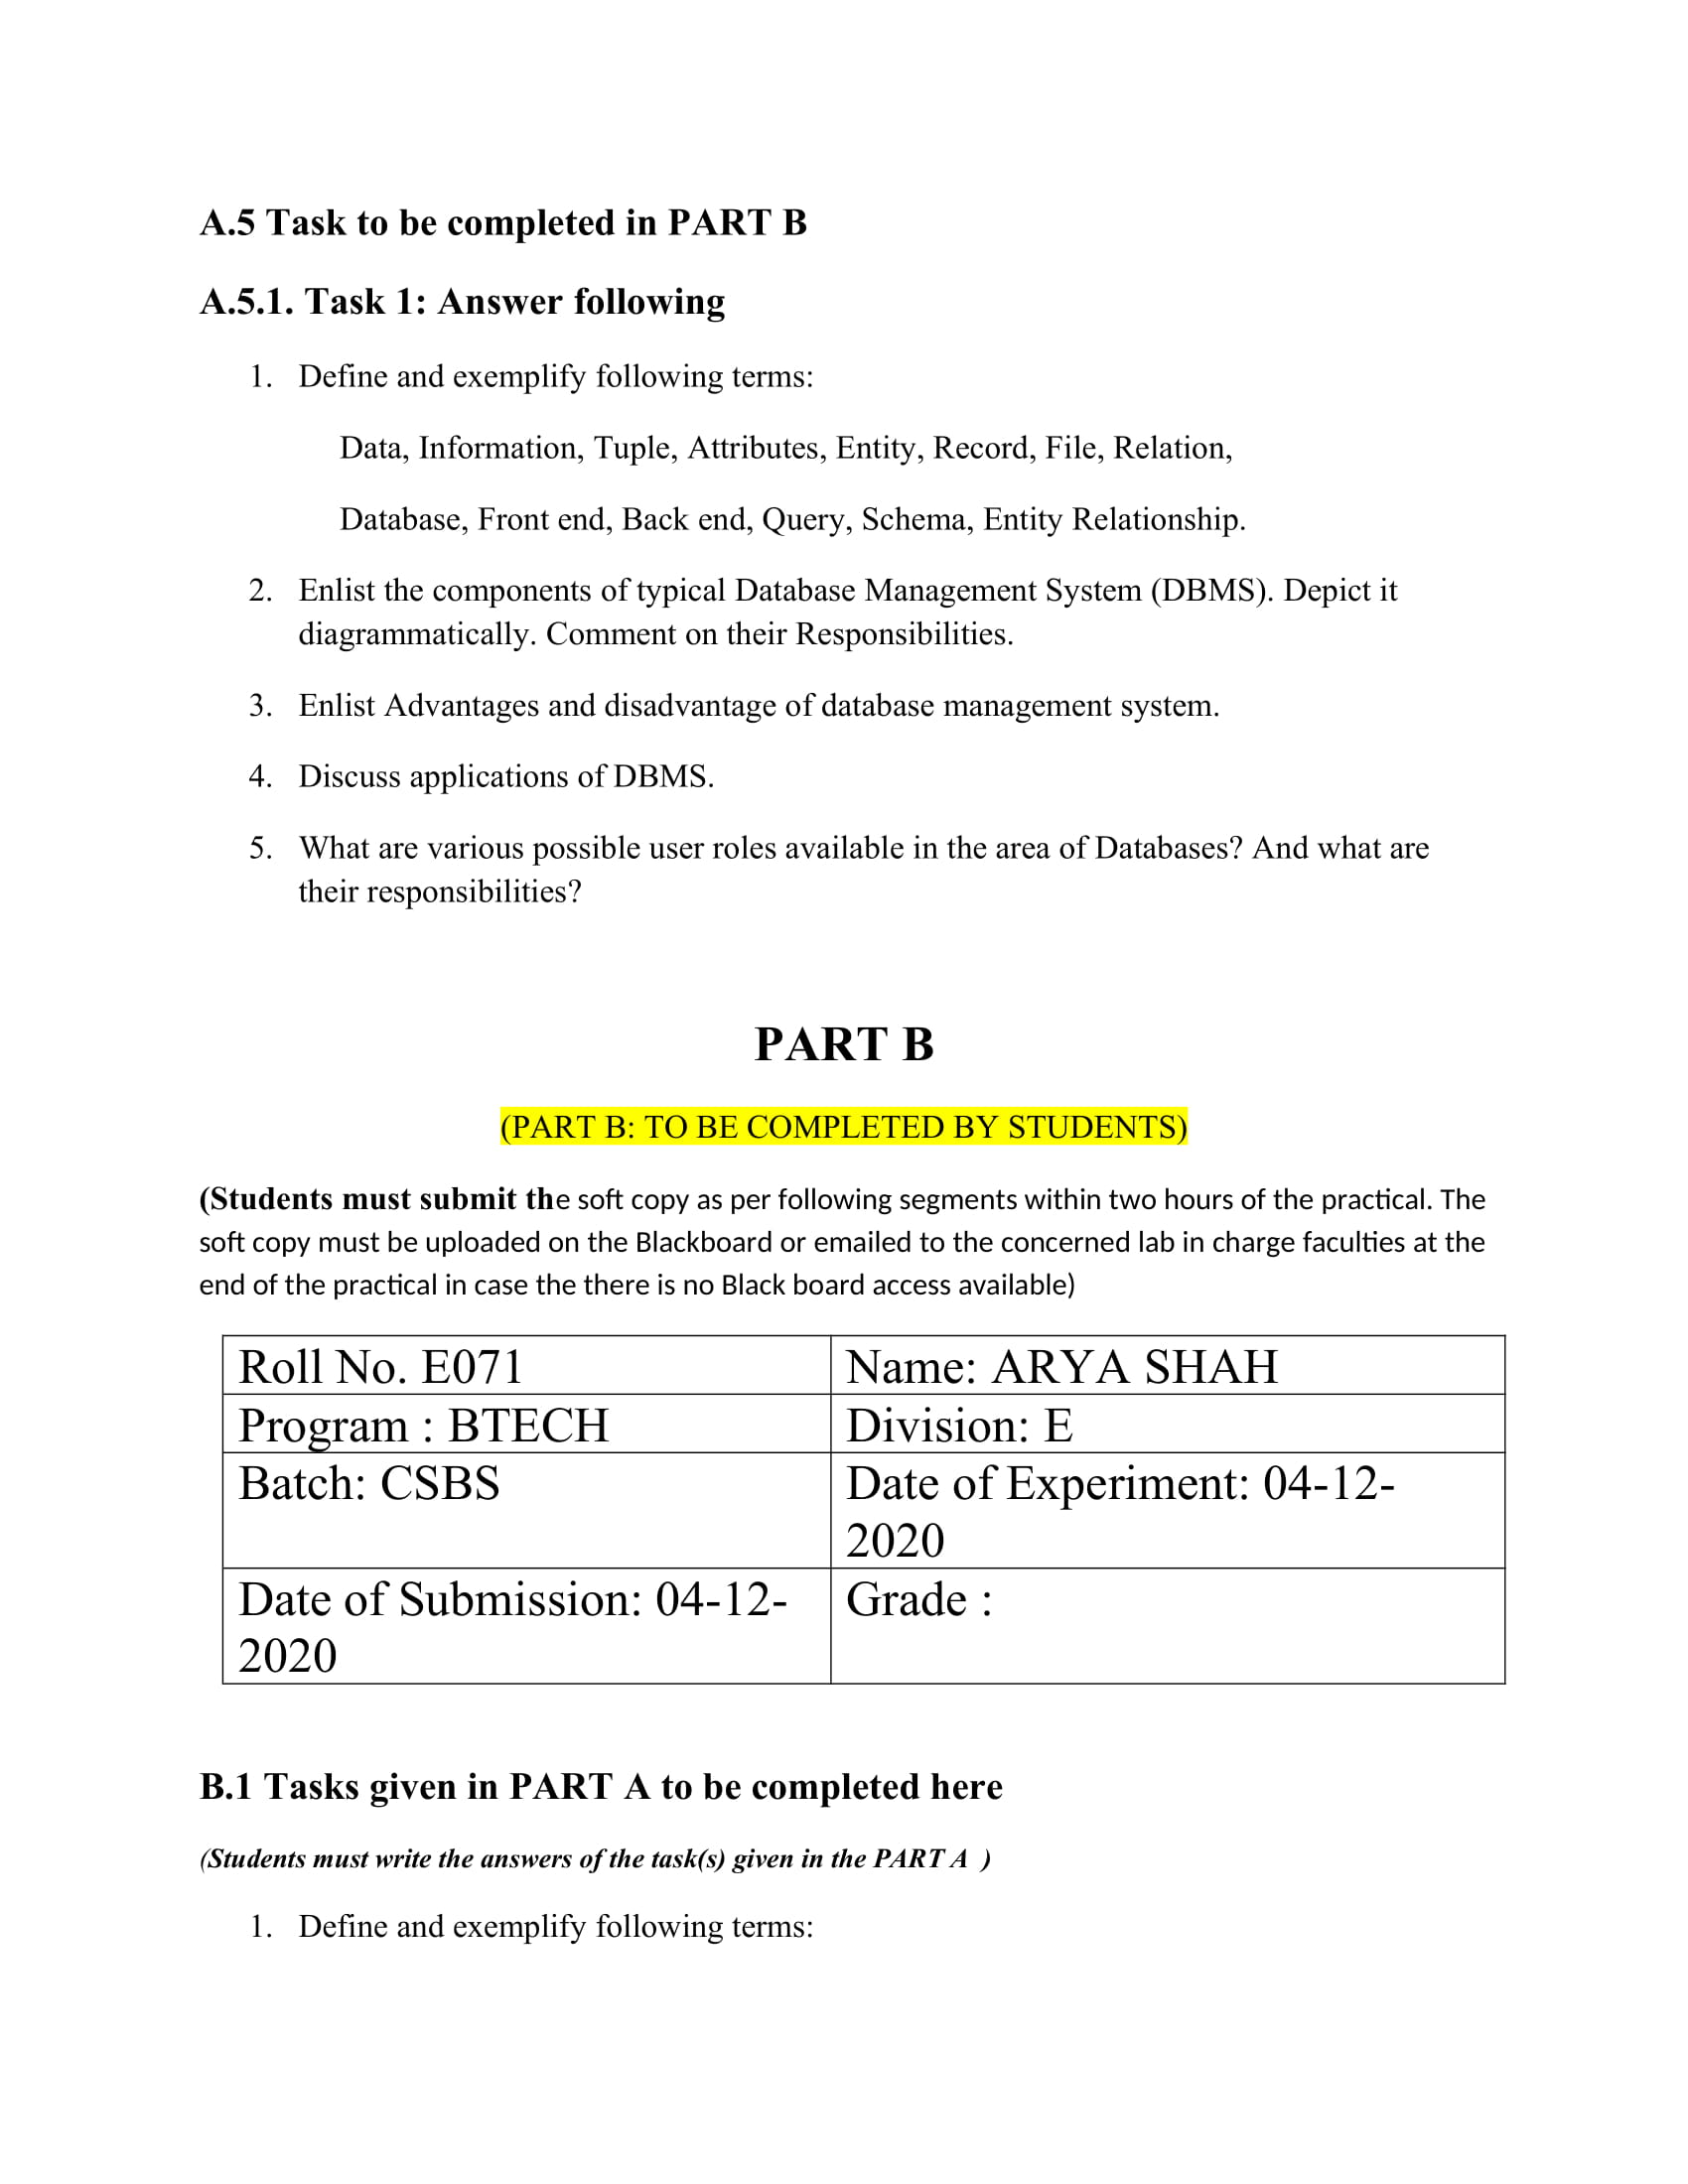 A.5 Task to be completed in PART B
A.5.1. Task 1: Answer following
1. Define and exemplify following terms:
Data, Information, Tuple, Attributes, Entity, Record, File, Relation,
Database, Front end, Back end, Query, Schema, Entity Relationship.
2. Enlist the components of typical Database Management System (DBMS). Depict it
diagrammatically. Comment on their Responsibilities.
3. Enlist Advantages and disadvantage of database management system.
4. Discuss applications of DBMS.
5. What are various possible user roles available in the area of Databases? And what are
their responsibilities?
PART B
(PART B: TO BE COMPLETED BY STUDENTS)
(Students must submit the soft copy as per following segments within two hours of the practical. The
soft copy must be uploaded on the Blackboard or emailed to the concerned lab in charge faculties at the
end of the practical in case the there is no Black board access available)
Roll No. E071
Name: ARYA SHAH
Program : BTECH
Division: E
Batch: CSBS
Date of Experiment: 04-12-
2020
Date of Submission: 04-12-
2020
Grade :
B.1 Tasks given in PART A to be completed here
(Students must write the answers of the task(s) given in the PART A  )
1. Define and exemplify following terms: